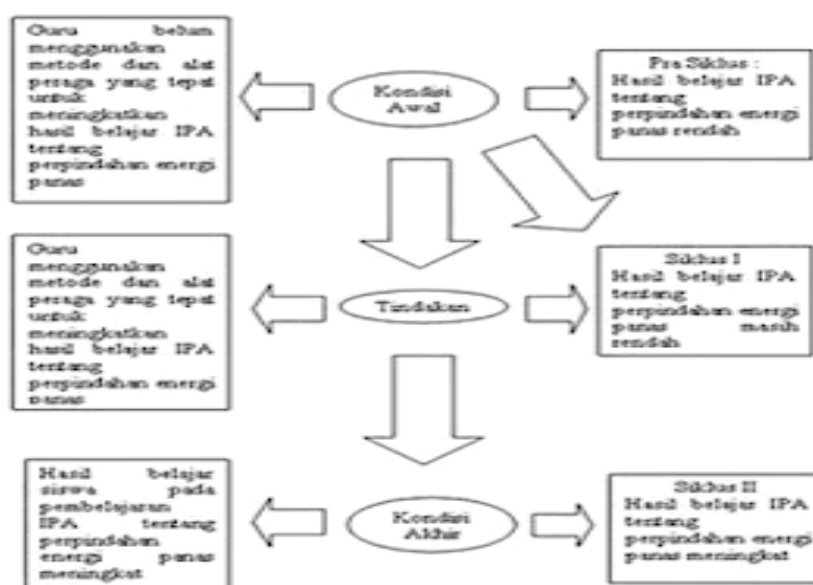 Guru belum
menggunakan
metode dan alat
peraga yang tepat
untuk
meningkatkan
hasil belajar IPA
tentang
perpindahan energi
panas
Kondisi
Awal
Pra Siklus :
Hasil belajar IPA
tentang
perpindahan energi
panas rendah
Guru
menggunakan
metode dan alat
peraga yang tepat
untuk
meningkatkan
hasil belajar IPA
tentang
perpindahan energi
panas
Tindakan
Siklus I
Hasil belajar IPA
tentang
perpindahan energi
panas masih
rendah
Hasil belajar
siswa pada
pembelajaran
IPA tentang
perpindahan
energi panas
meningkat
Kondisi
Akhir
Siklus II
Hasil belajar IPA
tentang
perpindahan energi
panas meningkat